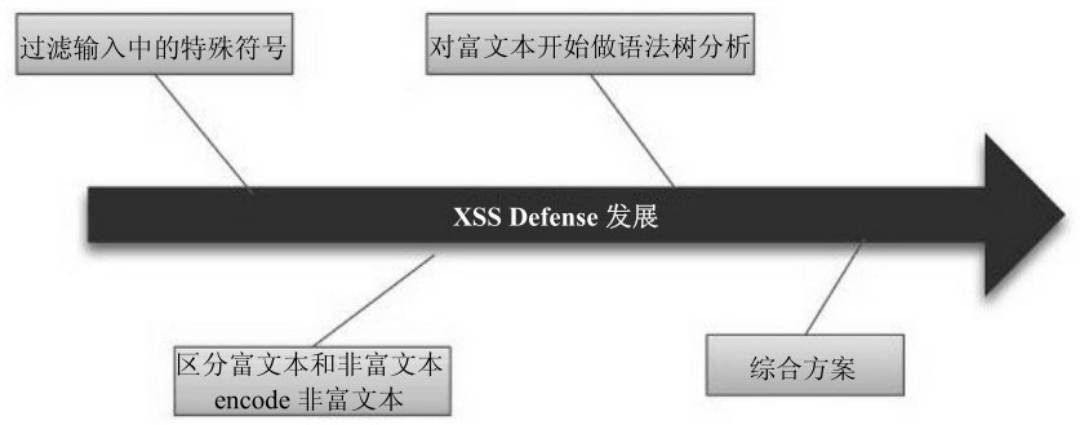 过滤输入中的特殊符号
对富文本开始做语法树分析
XSS Defense 发展
区分富文本和非富文本
encode 非富文本
综合方案